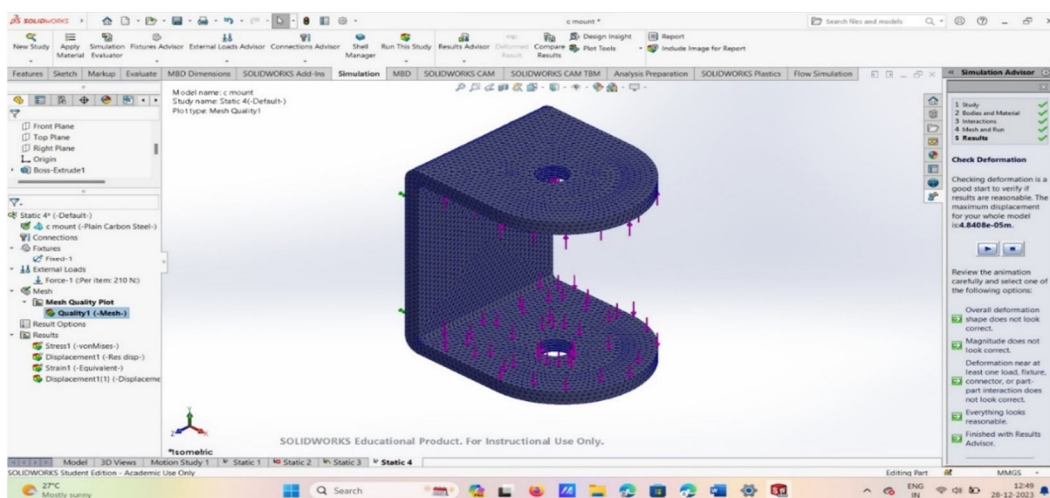 SOLIDWORKS
c mount *
Search files and models
New Study
Apply Material
Simulation Evaluator
Fixtures Advisor
External Loads Advisor
Connections Advisor
Shell Manager
Run This Study
Results Advisor
Deformed Result
Compare Results
Design Insight
Plot Tools
Report
Include Image for Report
Features Sketch Markup Evaluate MBD Dimensions SOLIDWORKS Add-Ins Simulation MBD SOLIDWORKS CAM SOLIDWORKS CAM TBM Analysis Preparation SOLIDWORKS Plastics Flow Simulation
Simulation Advisor
Model name: c mount
Study name: Static 4(-Default-)
Plot type: Mesh Quality1
Front Plane
Top Plane
Right Plane
Origin
Boss-Extrude1
Static 4* (-Default-)
c mount (-Plain Carbon Steel-)
Connections
Fixtures
Fixed-1
External Loads
Force-1 (:Per item: 210 N:)
Mesh
Mesh Quality Plot
Quality1 (-Mesh-)
Result Options
Results
Stress1 (-vonMises-)
Displacement1 (-Res disp-)
Strain1 (-Equivalent-)
Displacement1(1) (-Displaceme
1 Study
2 Bodies and Material
3 Interactions
4 Mesh and Run
5 Results
Check Deformation
Checking deformation is a
good start to verify if
results are reasonable. The
maximum displacement
for your whole model
is:4.8408e-05m.
Review the animation
carefully and select one of
the following options:
Overall deformation
shape does not look
correct.
Magnitude does not
look correct.
Deformation near at
least one load, fixture,
connector, or part-
part interaction does
not look correct.
Everything looks
reasonable.
Finished with Results
Advisor.
SOLIDWORKS Educational Product. For Instructional Use Only.
*Isometric
Model 3D Views Motion Study 1 Static 1 Static 2 Static 3 Static 4
SOLIDWORKS Student Edition - Academic Use Only
Editing Part
MMGS
27°C
Mostly sunny
Search
ENG
IN
12:49
28-12-2023